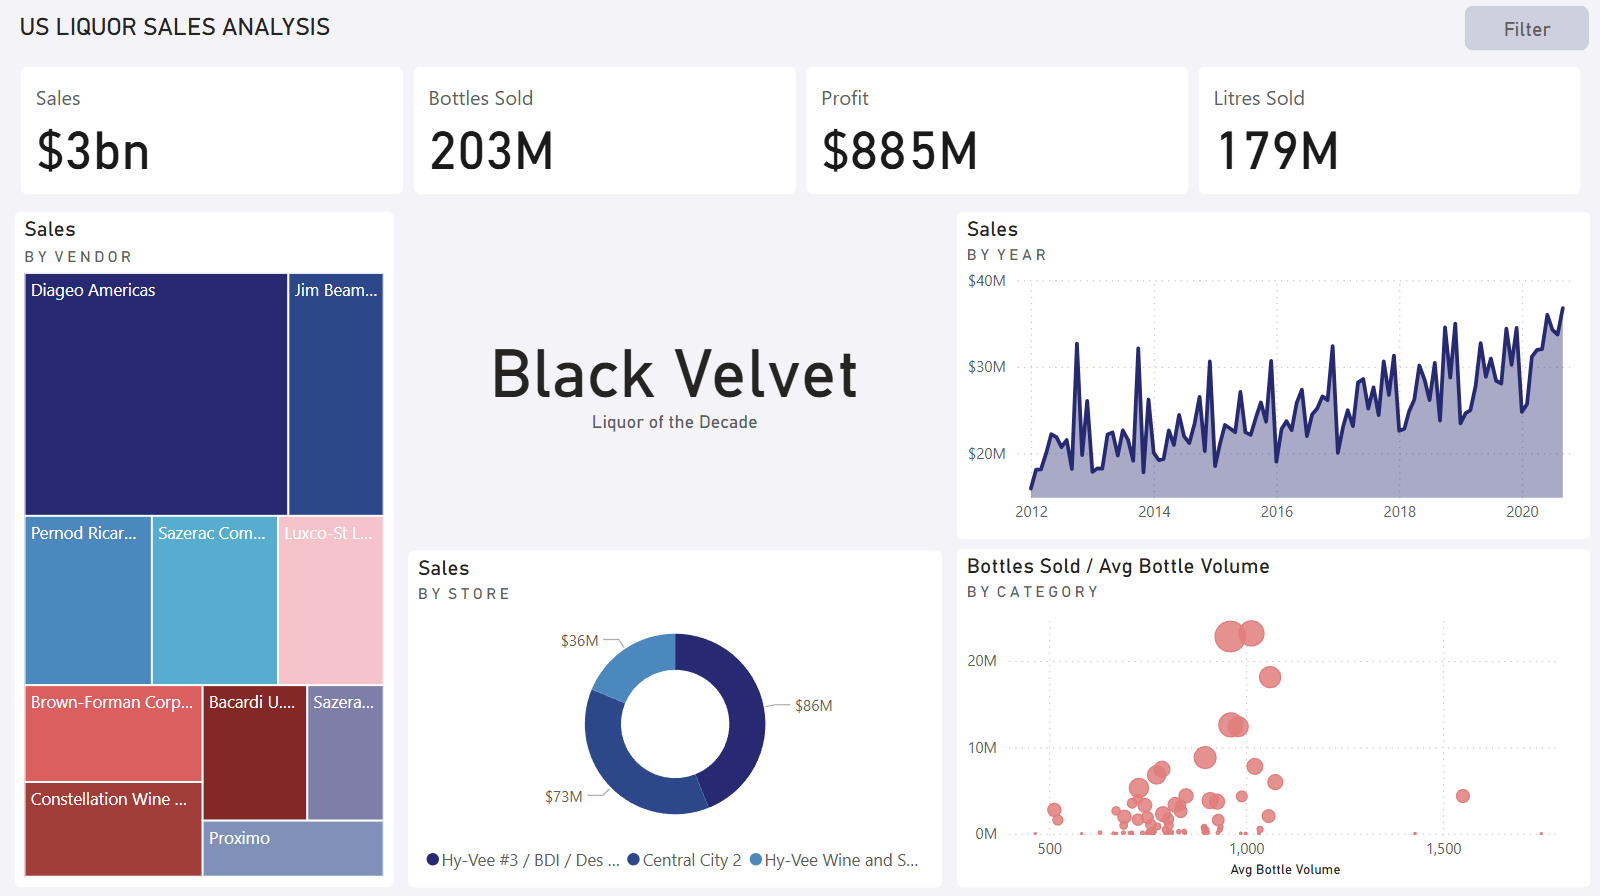 US LIQUOR SALES ANALYSIS
Filter
Sales
$3bn
Bottles Sold
203M
Profit
$885M
Litres Sold
179M
Sales
BY VENDOR
Diageo Americas
Jim Beam...
Pernod Ricar...
Sazerac Com...
Luxco-St L...
Brown-Forman Corp...
Bacardi U....
Sazera...
Constellation Wine ...
Proximo
Black Velvet
Liquor of the Decade
Sales
BY STORE
$36M
$86M
$73M
Hy-Vee #3 / BDI / Des ...
Central City 2
Hy-Vee Wine and S...
Sales
BY YEAR
$40M
$30M
$20M
2012 2014 2016 2018 2020
Bottles Sold / Avg Bottle Volume
BY CATEGORY
20M
10M
0M
500 1,000 1,500
Avg Bottle Volume